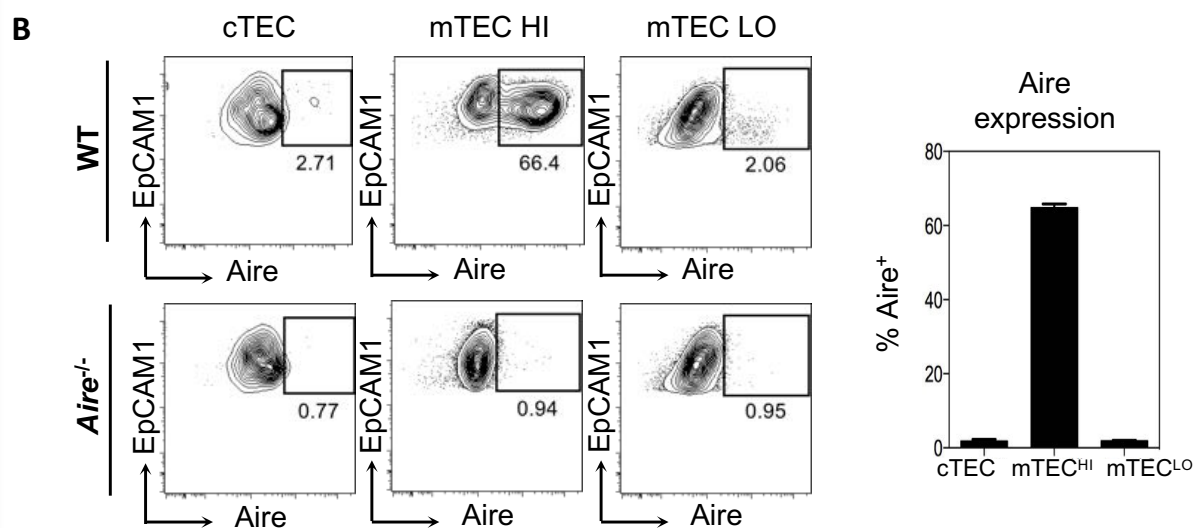 B
cTEC
mTEC HI
mTEC LO
WT
EpCAM1
2.71
Aire
EpCAM1
66.4
Aire
EpCAM1
2.06
Aire
Aire-/-
EpCAM1
0.77
Aire
EpCAM1
0.94
Aire
EpCAM1
0.95
Aire
Aire
expression
% Aire+
80
60
40
20
0
cTEC mTECHI mTECLO